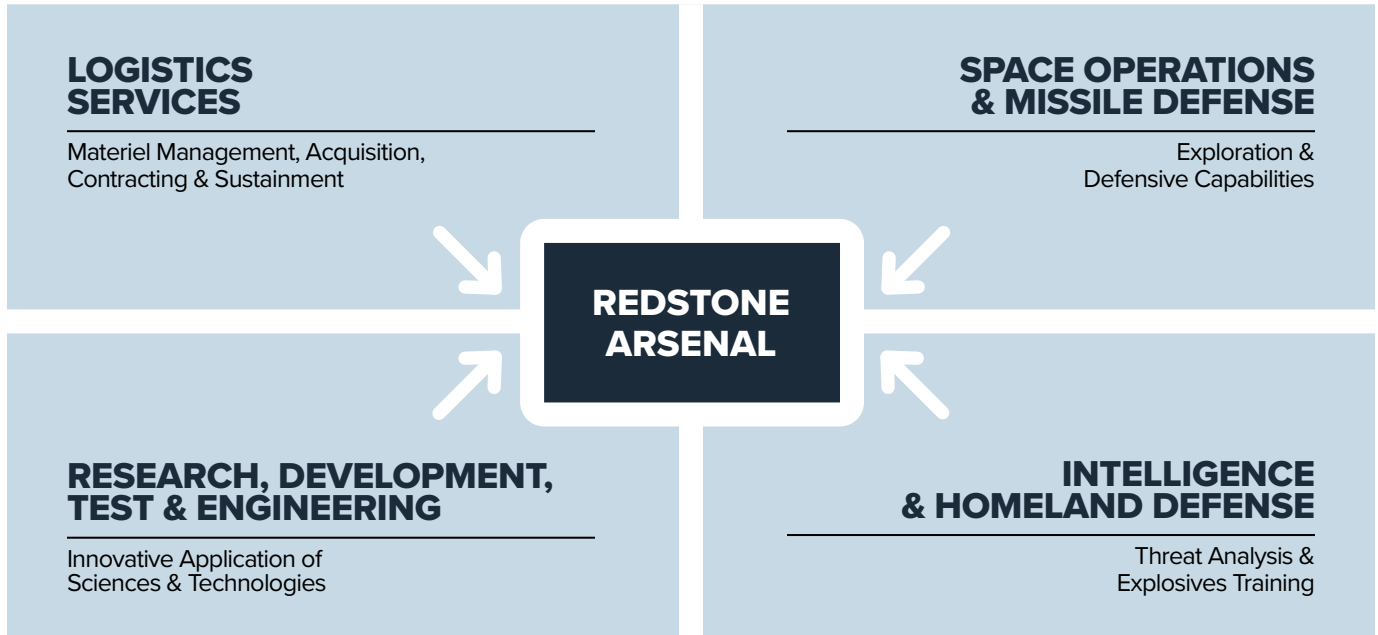 LOGISTICS
SERVICES
Materiel Management, Acquisition,
Contracting & Sustainment
SPACE OPERATIONS
& MISSILE DEFENSE
Exploration &
Defensive Capabilities
REDSTONE
ARSENAL
RESEARCH, DEVELOPMENT,
TEST & ENGINEERING
Innovative Application of
Sciences & Technologies
INTELLIGENCE
& HOMELAND DEFENSE
Threat Analysis &
Explosives Training